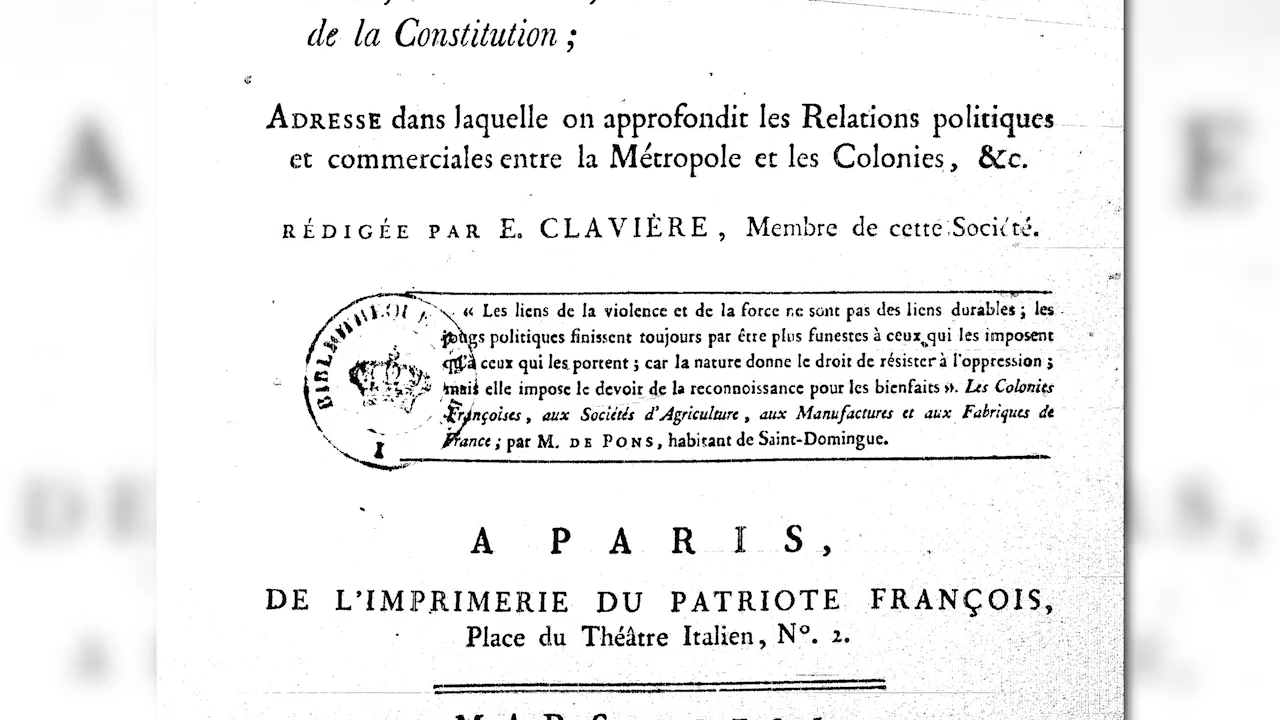 de la Constitution ;
ADRESSE dans laquelle on approfondit les Relations politiques
et commerciales entre la Métropole et les Colonies, &c.
RÉDIGÉE PAR E. CLAVIÈRE, Membre de cette Société.
« Les liens de la violence et de la force ne sont pas des liens durables ; les
jougs politiques finissent toujours par être plus funestes à ceux qui les imposent
qu'à ceux qui les portent ; car la nature donne le droit de résister à l'oppression ;
mais elle impose le devoir de la reconnoissance pour les bienfaits ». Les Colonies
Françoises, aux Sociétés d'Agriculture, aux Manufactures et aux Fabriques de
France ; par M. DE PONS, habitant de Saint-Domingue.
BIBLIOTHEQUE
A PARIS,
DE L'IMPRIMERIE DU PATRIOTE FRANÇOIS,
Place du Théâtre Italien, Nº. 2.